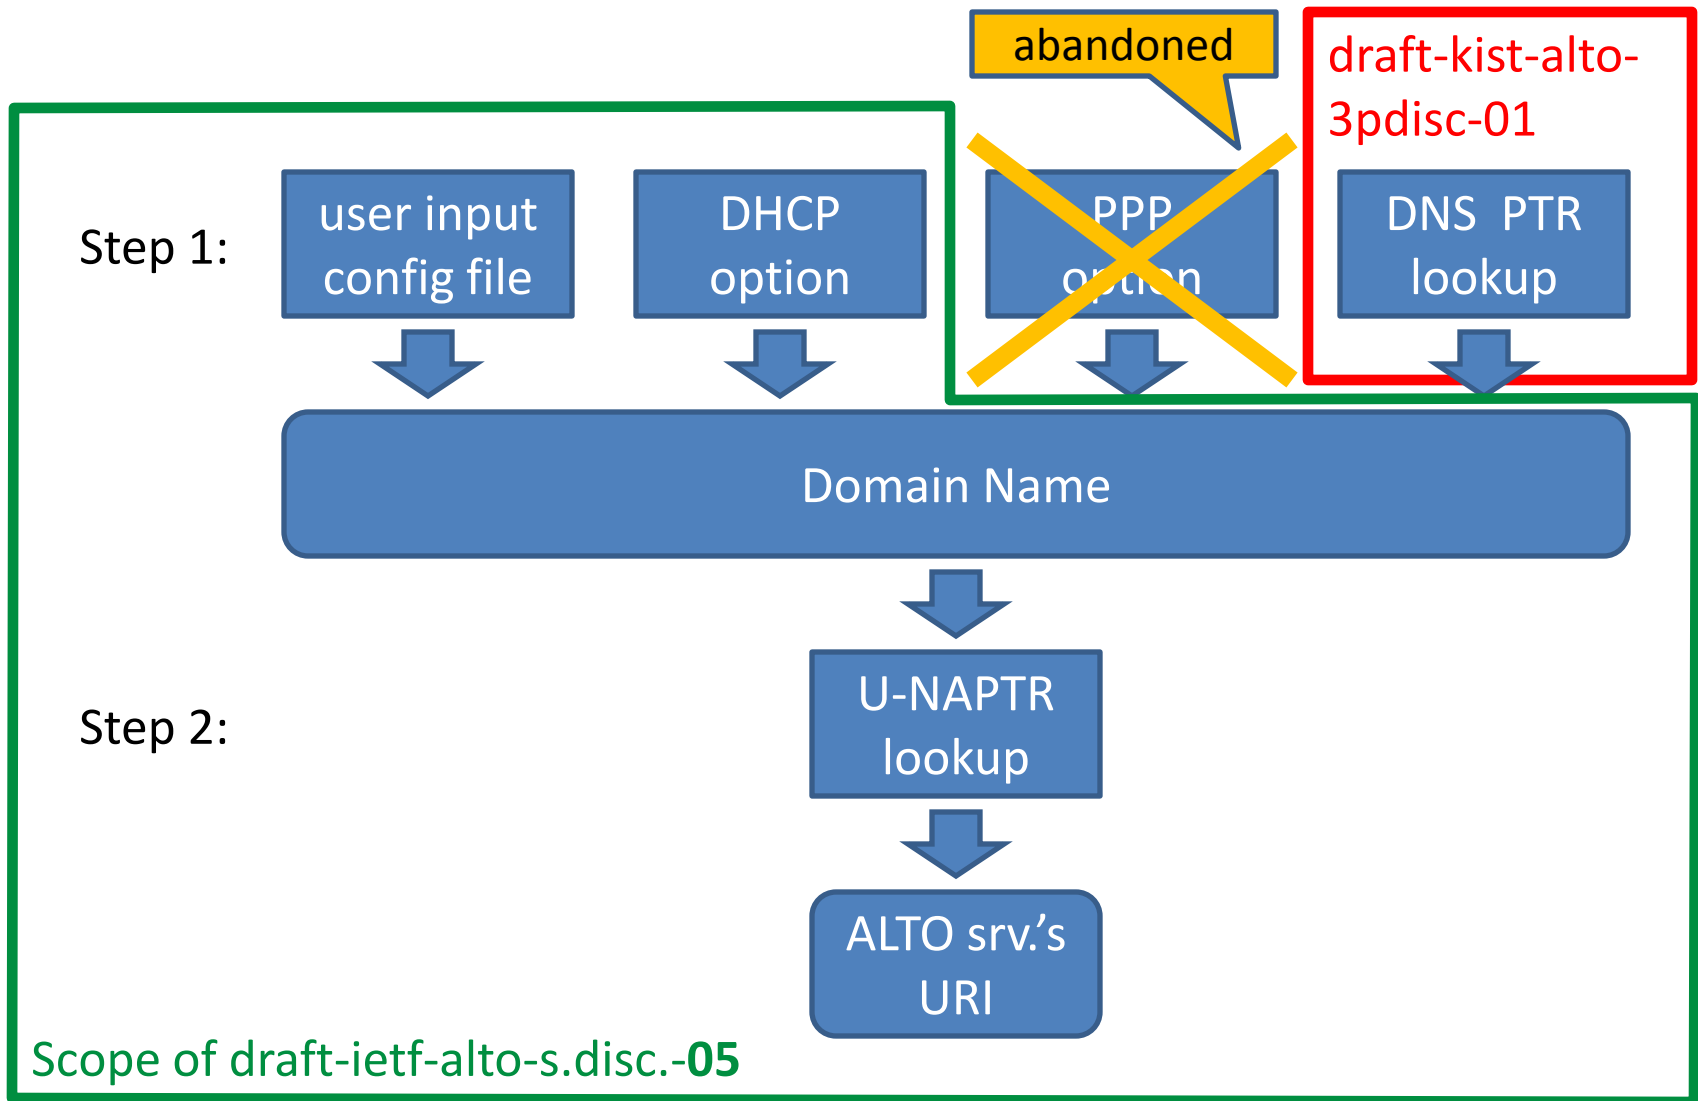 abandoned
draft-kist-alto-
3pdisc-01
Step 1:
user input
config file
DHCP
option
PPP
option
DNS PTR
lookup
Domain Name
Step 2:
U-NAPTR
lookup
ALTO srv.’s
URI
Scope of draft-ietf-alto-s.disc.-05